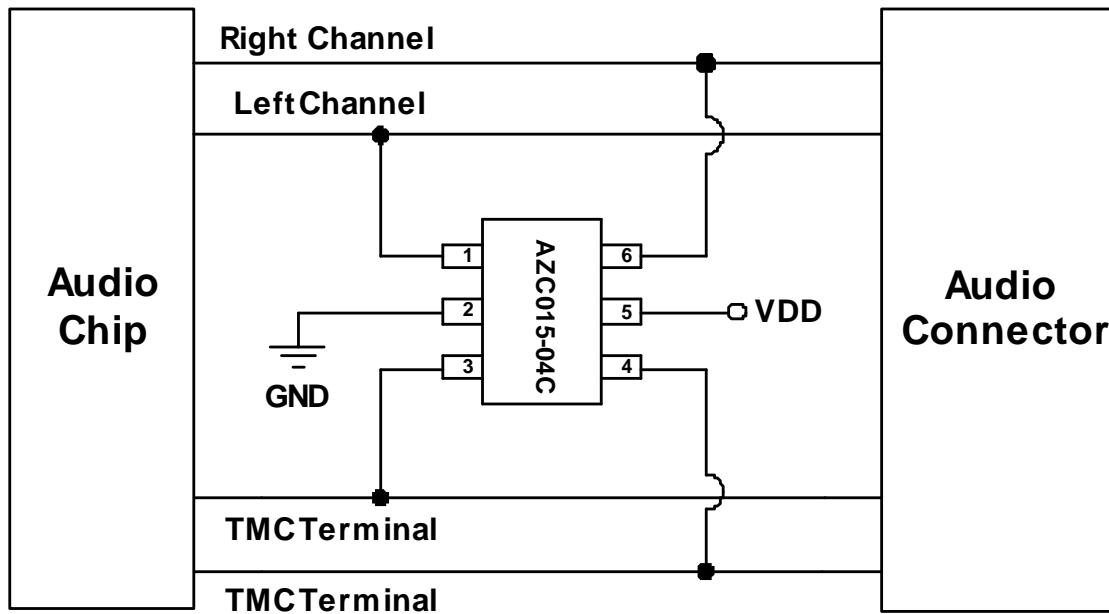 Right Channel
Left Channel
Audio
Chip
AZC015-04C
1
2
3
6
5
4
VDD
GND
Audio
Connector
TMC Terminal
TMC Terminal